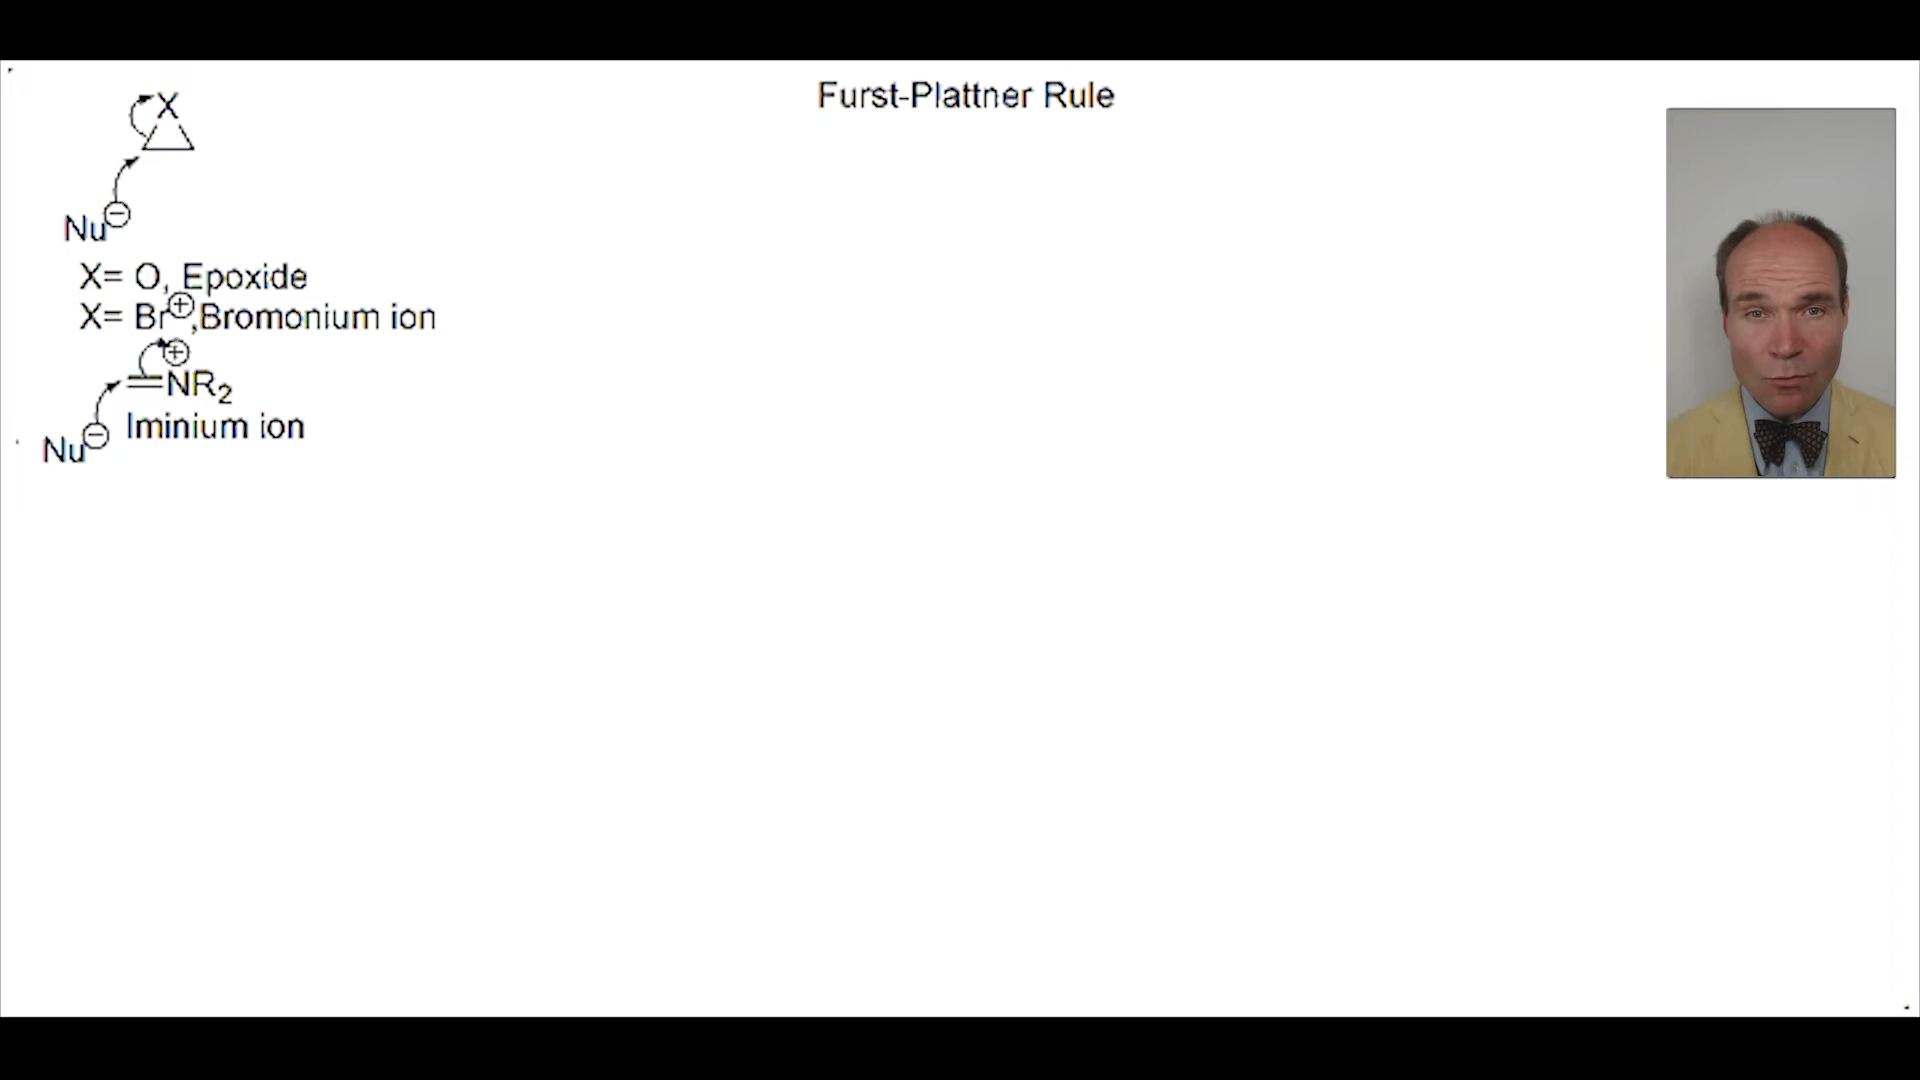 Furst-Plattner Rule
X
Nu⊖
X= O, Epoxide
X= Br⊕,Bromonium ion
⊕
=NR2
Iminium ion
Nu⊖